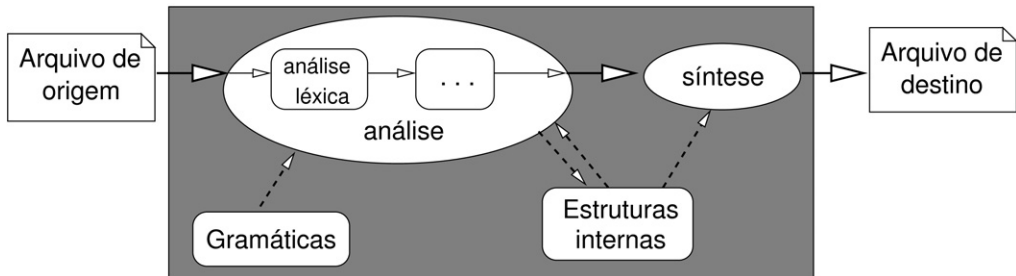 Arquivo de
origem
análise
léxica
. . .
análise
síntese
Arquivo de
destino
Gramáticas
Estruturas
internas